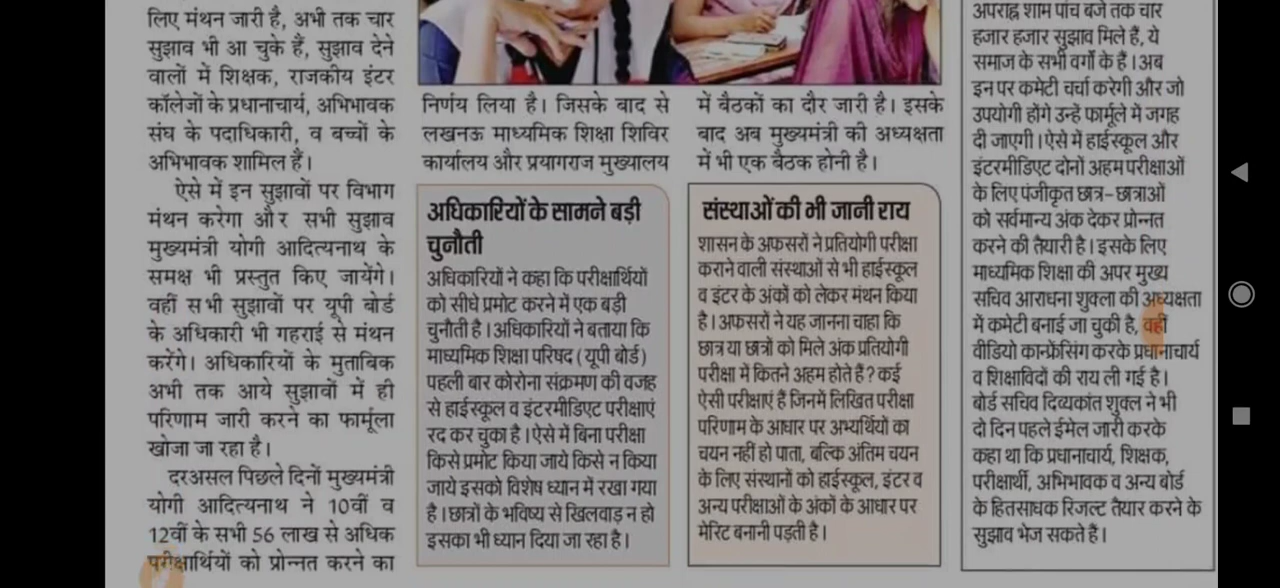 लिए मंथन जारी है, अभी तक चार
सुझाव भी आ चुके हैं, सुझाव देने
वालों में शिक्षक, राजकीय इंटर
कॉलेजों के प्रधानाचार्य, अभिभावक
संघ के पदाधिकारी, व बच्चों के
अभिभावक शामिल हैं।
ऐसे में इन सुझावों पर विभाग
मंथन करेगा और सभी सुझाव
मुख्यमंत्री योगी आदित्यनाथ के
समक्ष भी प्रस्तुत किए जायेंगे।
वहीं सभी सुझावों पर यूपी बोर्ड
के अधिकारी भी गहराई से मंथन
करेंगे। अधिकारियों के मुताबिक
अभी तक आये सुझावों में ही
परिणाम जारी करने का फार्मूला
खोजा जा रहा है।
दरअसल पिछले दिनों मुख्यमंत्री
योगी आदित्यनाथ ने 10वीं व
12वीं के सभी 56 लाख से अधिक
परीक्षार्थियों को प्रोन्नत करने का
निर्णय लिया है। जिसके बाद से
लखनऊ माध्यमिक शिक्षा शिविर
कार्यालय और प्रयागराज मुख्यालय
में बैठकों का दौर जारी है। इसके
बाद अब मुख्यमंत्री की अध्यक्षता
में भी एक बैठक होनी है।
अधिकारियों के सामने बड़ी
चुनौती
अधिकारियों ने कहा कि परीक्षार्थियों
को सीधे प्रमोट करने में एक बड़ी
चुनौती है। अधिकारियों ने बताया कि
माध्यमिक शिक्षा परिषद (यूपी बोर्ड)
पहली बार कोरोना संक्रमण की वजह
से हाईस्कूल व इंटरमीडिएट परीक्षाएं
रद कर चुका है। ऐसे में बिना परीक्षा
किसे प्रमोट किया जाये किसे न किया
जाये इसको विशेष ध्यान में रखा गया
है। छात्रों के भविष्य से खिलवाड़ न हो
इसका भी ध्यान दिया जा रहा है।
संस्थाओं की भी जानी राय
शासन के अफसरों ने प्रतियोगी परीक्षा
कराने वाली संस्थाओं से भी हाईस्कूल
व इंटर के अंकों को लेकर मंथन किया
है। अफसरों ने यह जानना चाहा कि
छात्र या छात्रों को मिले अंक प्रतियोगी
परीक्षा में कितने अहम होते हैं? कई
ऐसी परीक्षाएं हैं जिनमें लिखित परीक्षा
परिणाम के आधार पर अभ्यर्थियों का
चयन नहीं हो पाता, बल्कि अंतिम चयन
के लिए संस्थानों को हाईस्कूल, इंटर व
अन्य परीक्षाओं के अंकों के आधार पर
मेरिट बनानी पड़ती है।
अपराह्न शाम पांच बजे तक चार
हजार हजार सुझाव मिले हैं, ये
समाज के सभी वर्गो के हैं। अब
इन पर कमेटी चर्चा करेगी और जो
उपयोगी होंगे उन्हें फार्मूले में जगह
दी जाएगी। ऐसे में हाईस्कूल और
इंटरमीडिएट दोनों अहम परीक्षाओं
के लिए पंजीकृत छात्र-छात्राओं
को सर्वमान्य अंक देकर प्रोन्नत
करने की तैयारी है। इसके लिए
माध्यमिक शिक्षा की अपर मुख्य
सचिव आराधना शुक्ला की अध्यक्षता
में कमेटी बनाई जा चुकी है, वहीं
वीडियो कान्फ्रेंसिंग करके प्रधानाचार्य
व शिक्षाविदों की राय ली गई है।
बोर्ड सचिव दिव्यकांत शुक्ल ने भी
दो दिन पहले ईमेल जारी करके
कहा था कि प्रधानाचार्य, शिक्षक,
परीक्षार्थी, अभिभावक व अन्य बोर्ड
के हितसाधक रिजल्ट तैयार करने के
सुझाव भेज सकते हैं।